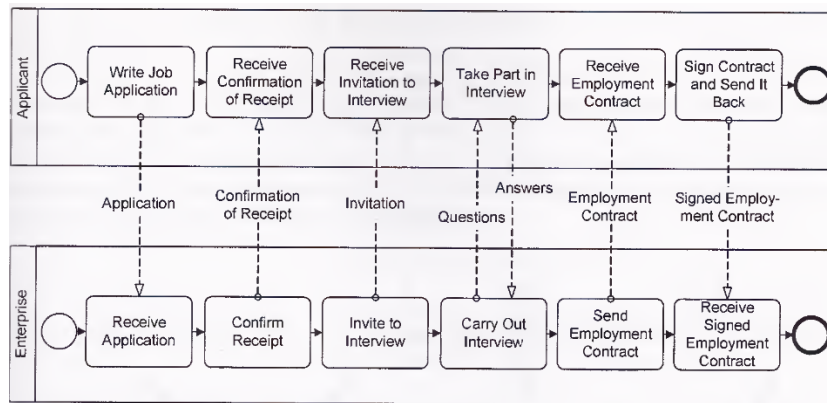 Applicant
Write Job
Application
Receive
Confirmation
of Receipt
Receive
Invitation to
Interview
Take Part in
Interview
Receive
Employment
Contract
Sign Contract
and Send It
Back
Application
Confirmation
of Receipt
Invitation
Questions
Answers
Employment
Contract
Signed Employ-
ment Contract
Enterprise
Receive
Application
Confirm
Receipt
Invite to
Interview
Carry Out
Interview
Send
Employment
Contract
Receive
Signed
Employment
Contract